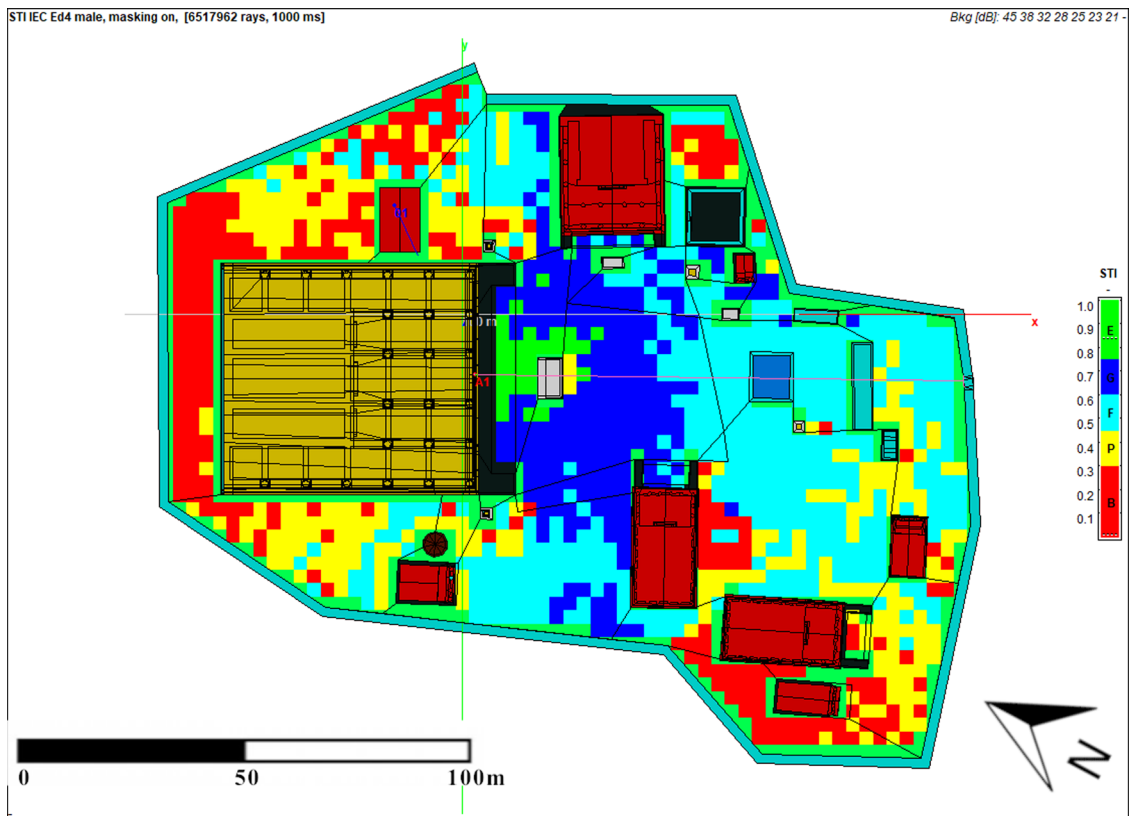 STI IEC Ed4 male, masking on, [6517962 rays, 1000 ms]
Bkg [dB]: 45 38 32 28 25 23 21 -
y
01
0 m
x
A1
STI
-
1.0
0.9 E
0.8
0.7 G
0.6
0.5 F
0.4 P
0.3
0.2 B
0.1
0 50 100m
N